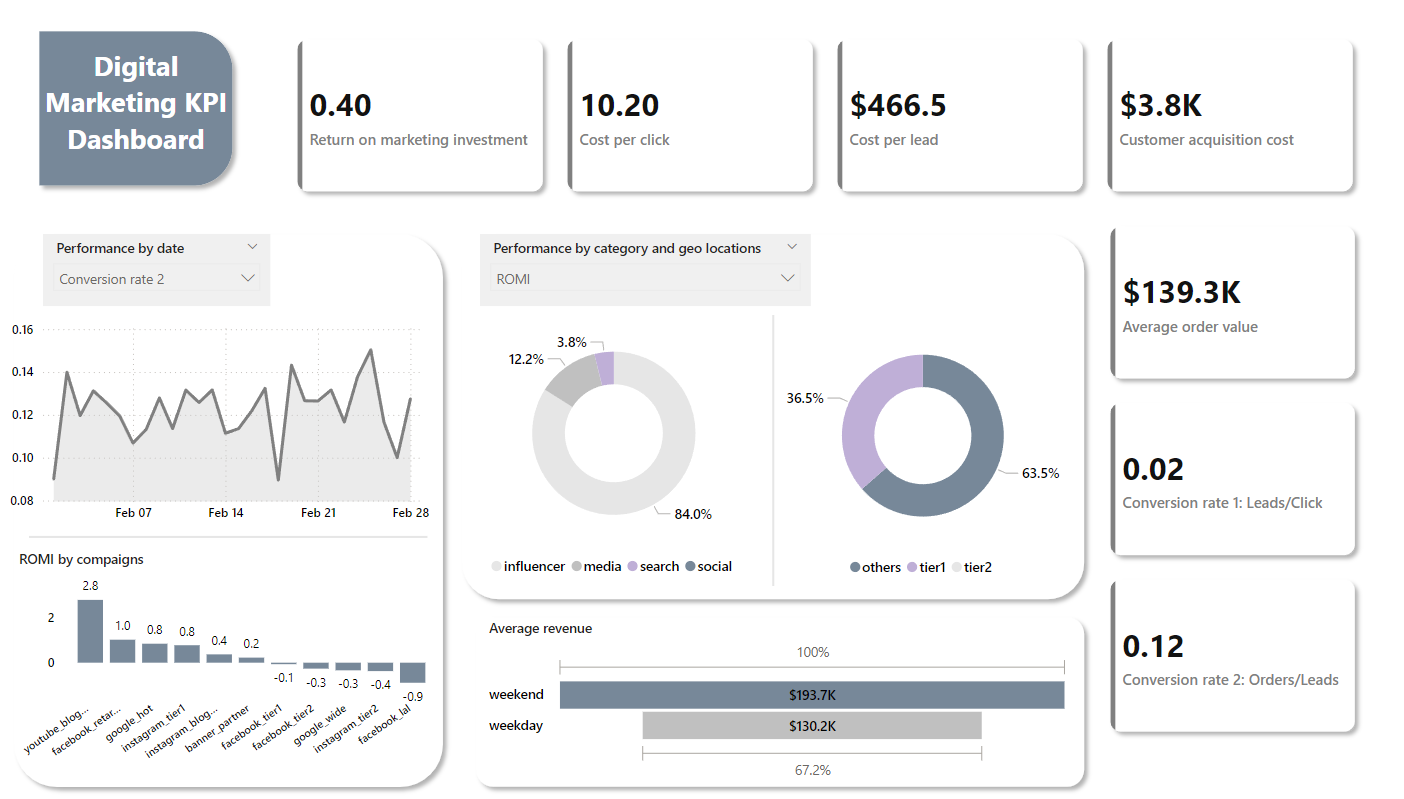 Digital
Marketing KPI
Dashboard
0.40
Return on marketing investment
10.20
Cost per click
$466.5
Cost per lead
$3.8K
Customer acquisition cost
Performance by date
Conversion rate 2
0.16
0.14
0.12
0.10
0.08
Feb 07
Feb 14
Feb 21
Feb 28
ROMI by compaigns
2
0
2.8
1.0
0.8
0.8
0.4
0.2
-0.1
-0.3
-0.3
-0.4
-0.9
youtube_blog...
facebook_retar...
google_hot
instagram_tier1
instagram_blog...
banner_partner
facebook_tier1
facebook_tier2
google_wide
instagram_tier2
facebook_lal
Performance by category and geo locations
ROMI
3.8%
12.2%
84.0%
influencer media search social
36.5%
63.5%
others tier1 tier2
Average revenue
100%
weekend $193.7K
weekday $130.2K
67.2%
$139.3K
Average order value
0.02
Conversion rate 1: Leads/Click
0.12
Conversion rate 2: Orders/Leads